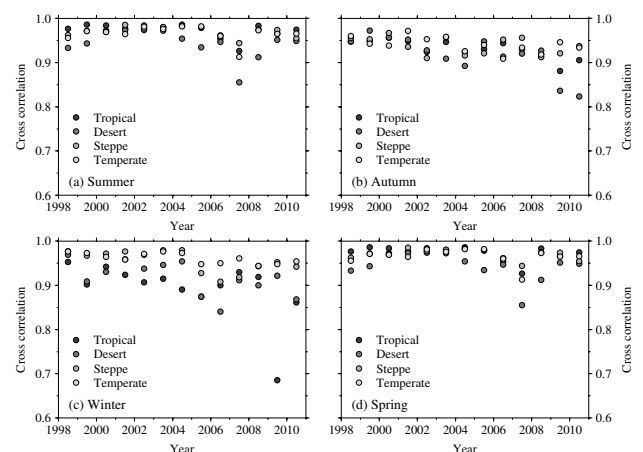 1.0
0.9
0.8
0.7
0.6
Cross correlation
Tropical
Desert
Steppe
Temperate
(a) Summer
1998 2000 2002 2004 2006 2008 2010
Year
1.0
0.9
0.8
0.7
0.6
Cross correlation
Tropical
Desert
Steppe
Temperate
(b) Autumn
1998 2000 2002 2004 2006 2008 2010
Year
1.0
0.9
0.8
0.7
0.6
Cross correlation
Tropical
Desert
Steppe
Temperate
(c) Winter
1998 2000 2002 2004 2006 2008 2010
Year
1.0
0.9
0.8
0.7
0.6
Cross correlation
Tropical
Desert
Steppe
Temperate
(d) Spring
1998 2000 2002 2004 2006 2008 2010
Year